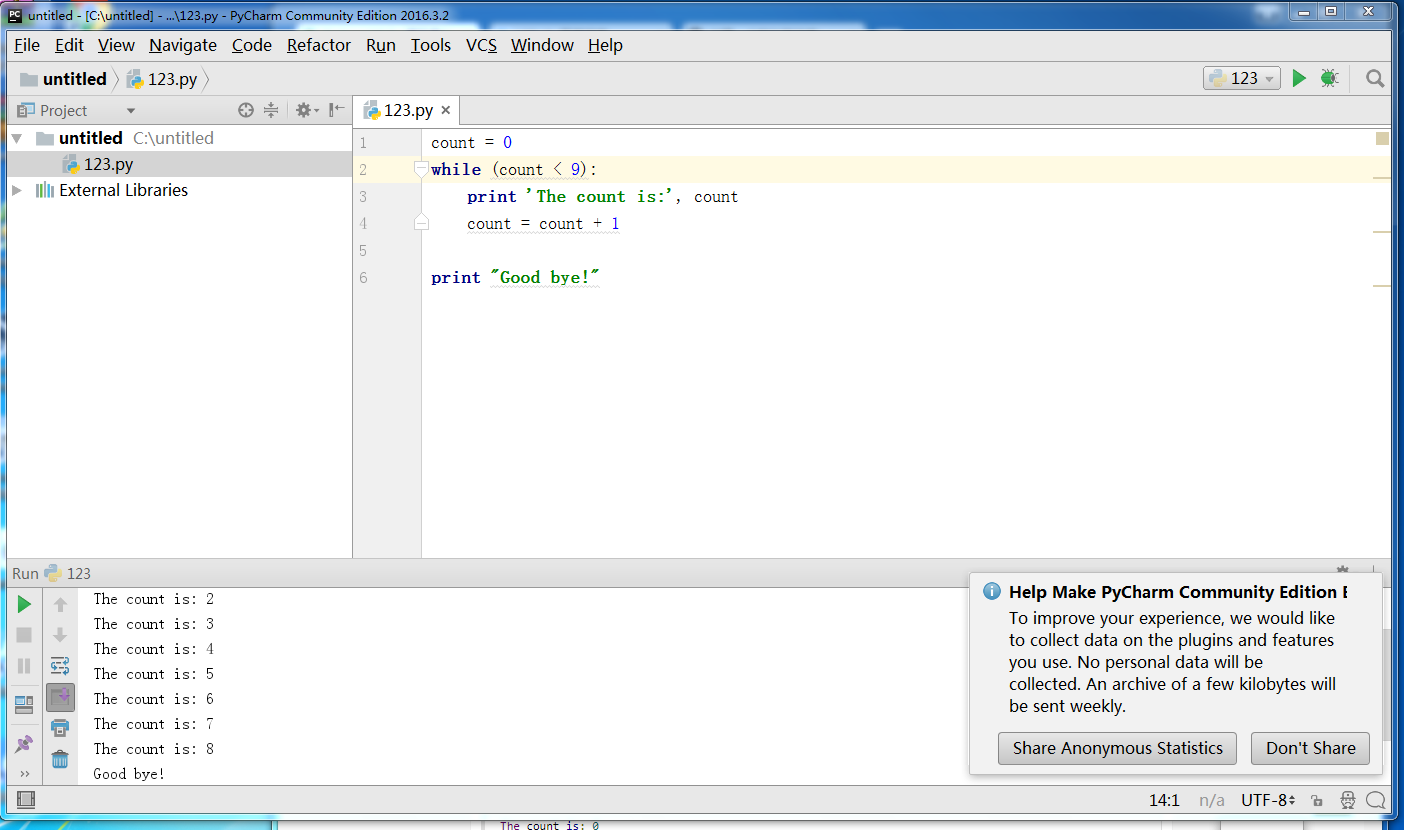 untitled - [C:\untitled] - ...\123.py - PyCharm Community Edition 2016.3.2
File Edit View Navigate Code Refactor Run Tools VCS Window Help
untitled 123.py 123
Project
123.py
untitled C:\untitled
123.py
External Libraries
1 count = 0
2 while (count < 9):
3 print 'The count is:', count
4 count = count + 1
5
6 print "Good bye!"
Run 123
The count is: 2
The count is: 3
The count is: 4
The count is: 5
The count is: 6
The count is: 7
The count is: 8
Good bye!
Help Make PyCharm Community Edition
To improve your experience, we would like
to collect data on the plugins and features
you use. No personal data will be
collected. An archive of a few kilobytes will
be sent weekly.
Share Anonymous Statistics Don't Share
14:1 n/a UTF-8
The count is: 0